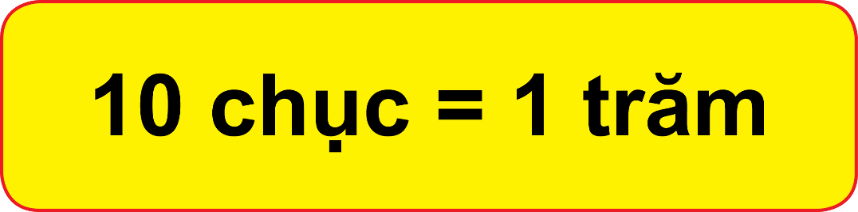 10 chục = 1 trăm